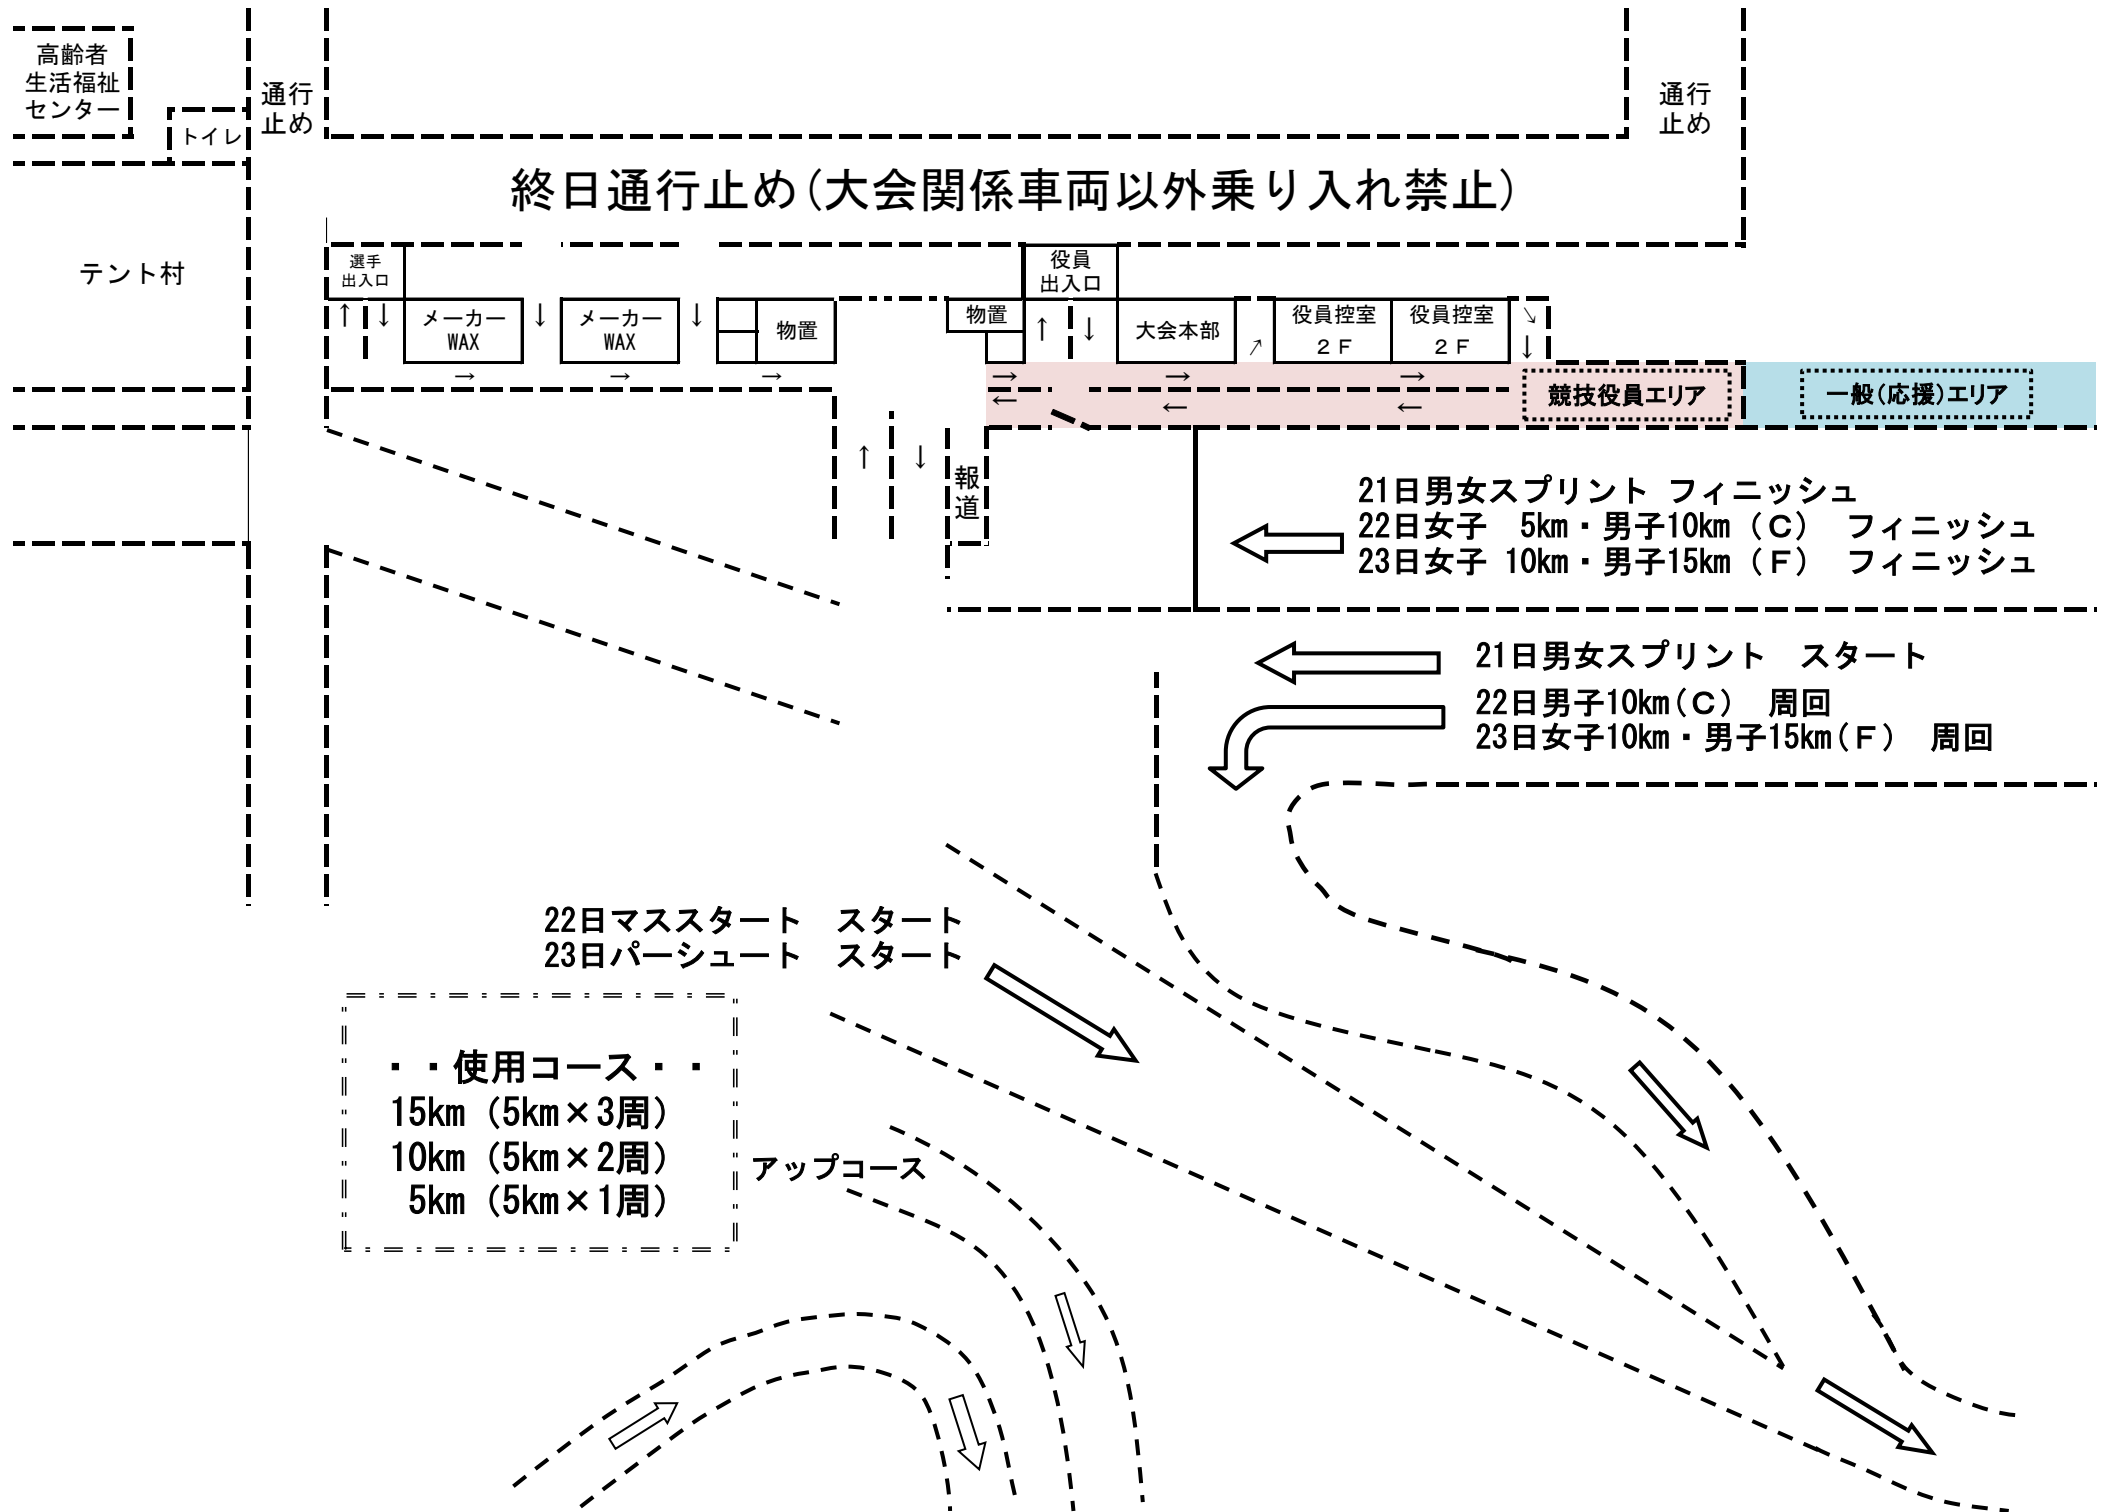 高齢者
生活福祉
センター
トイレ
通行
止め
通行
止め
終日通行止め(大会関係車両以外乗り入れ禁止)
テント村
選手
出入口
役員
出入口
↑ ↓
メーカー
WAX
↓
メーカー
WAX
↓
物置
物置
↑ ↓
大会本部
↗
役員控室
２Ｆ
役員控室
２Ｆ
↘
↓
→ → → → → →
← ← ←
競技役員エリア
一般(応援)エリア
↑ ↓
報
道
21日男女スプリント フィニッシュ
22日女子　5km・男子10km（Ｃ）　フィニッシュ
23日女子 10km・男子15km（Ｆ）　フィニッシュ
21日男女スプリント　スタート
22日男子10km(Ｃ)　周回
23日女子10km・男子15km(Ｆ)　周回
22日マススタート　スタート
23日パーシュート　スタート
・・使用コース・・
15km（5km×3周）
10km（5km×2周）
5km（5km×1周）
アップコース